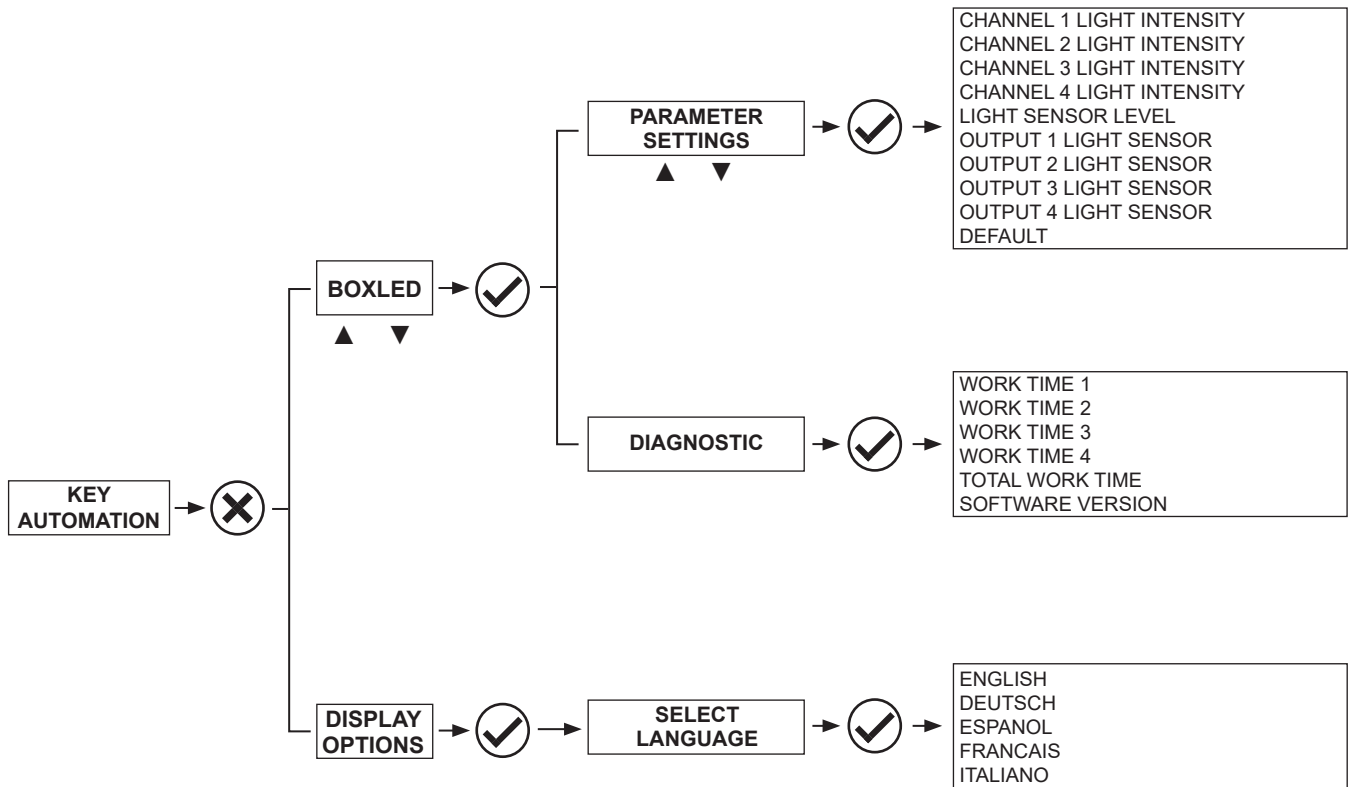 KEY
AUTOMATION
BOXLED
PARAMETER
SETTINGS
CHANNEL 1 LIGHT INTENSITY
CHANNEL 2 LIGHT INTENSITY
CHANNEL 3 LIGHT INTENSITY
CHANNEL 4 LIGHT INTENSITY
LIGHT SENSOR LEVEL
OUTPUT 1 LIGHT SENSOR
OUTPUT 2 LIGHT SENSOR
OUTPUT 3 LIGHT SENSOR
OUTPUT 4 LIGHT SENSOR
DEFAULT
DIAGNOSTIC
WORK TIME 1
WORK TIME 2
WORK TIME 3
WORK TIME 4
TOTAL WORK TIME
SOFTWARE VERSION
DISPLAY
OPTIONS
SELECT
LANGUAGE
ENGLISH
DEUTSCH
ESPANOL
FRANCAIS
ITALIANO